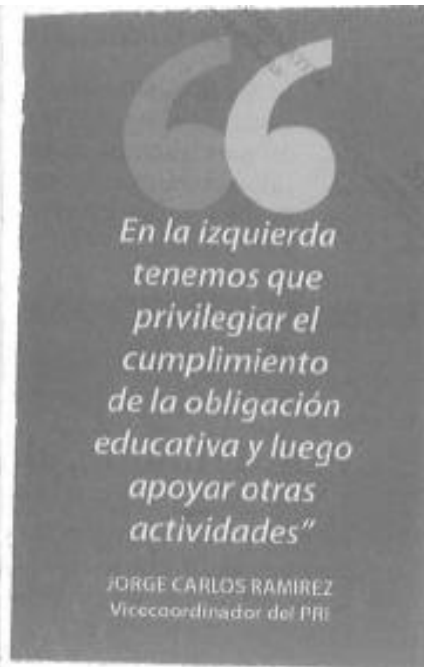 “
En la izquierda
tenemos que
privilegiar el
cumplimiento
de la obligación
educativa y luego
apoyar otras
actividades”
JORGE CARLOS RAMIREZ
Vicecoordinador del PRI